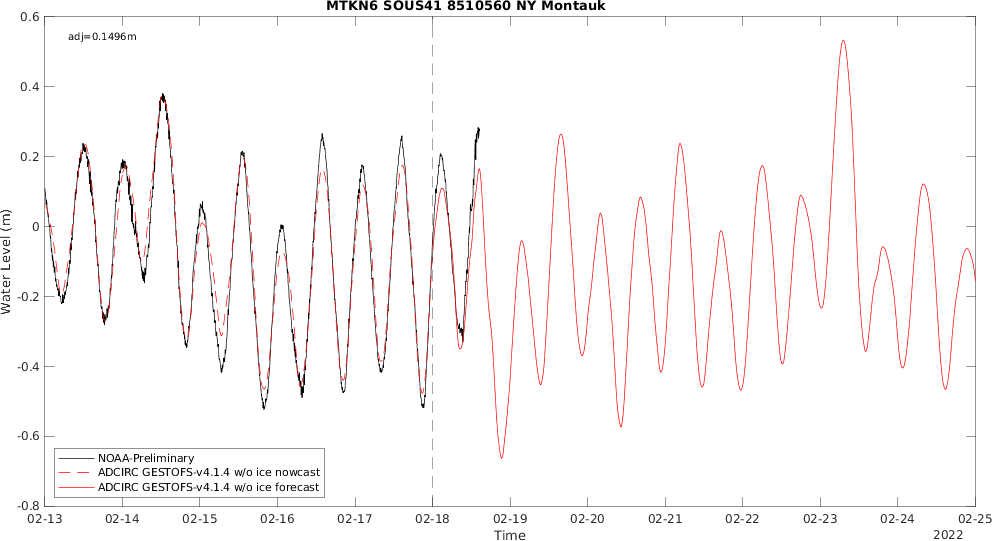 MTKN6 SOUS41 8510560 NY Montauk
adj=0.1496m
0.6
0.4
0.2
0
-0.2
-0.4
-0.6
-0.8
Water Level (m)
NOAA-Preliminary
ADCIRC GESTOFS-v4.1.4 w/o ice nowcast
ADCIRC GESTOFS-v4.1.4 w/o ice forecast
02-13 02-14 02-15 02-16 02-17 02-18 02-19 02-20 02-21 02-22 02-23 02-24 02-25
Time
2022